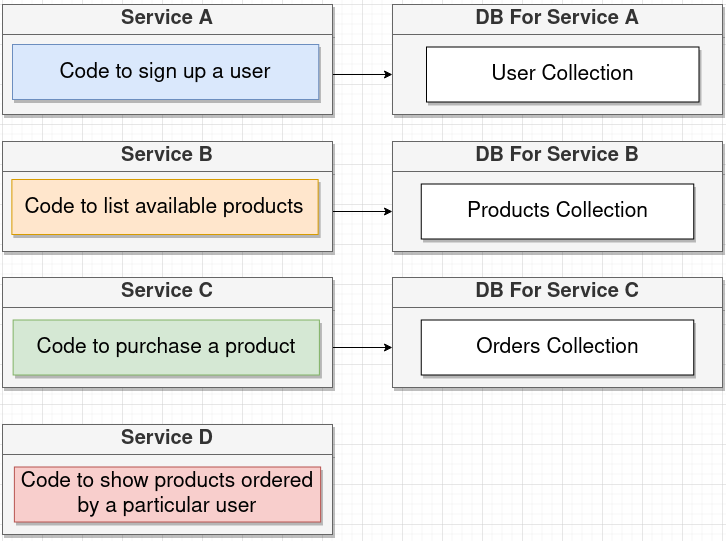 Service A
DB For Service A
Code to sign up a user
User Collection
Service B
DB For Service B
Code to list available products
Products Collection
Service C
DB For Service C
Code to purchase a product
Orders Collection
Service D
Code to show products ordered
by a particular user